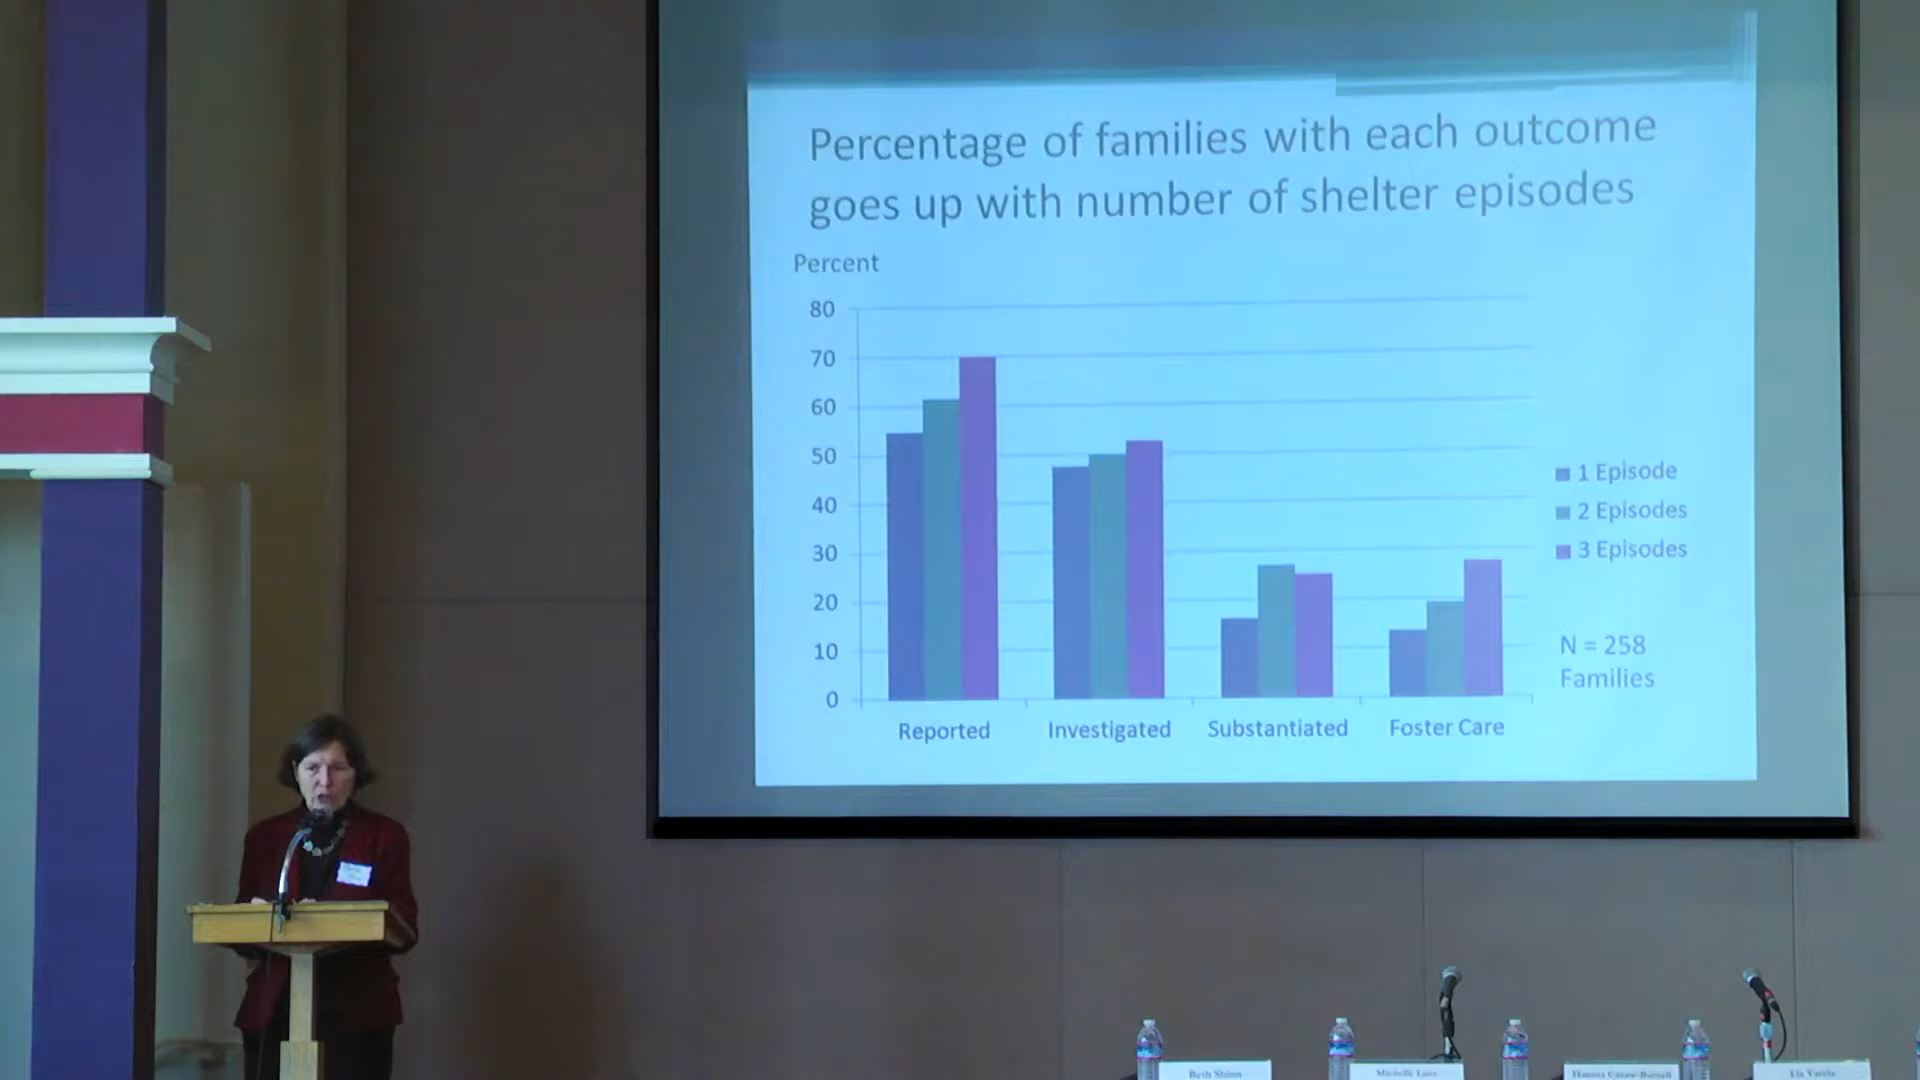 Percentage of families with each outcome
goes up with number of shelter episodes
Percent
80
70
60
50
40
30
20
10
0
Reported
Investigated
Substantiated
Foster Care
1 Episode
2 Episodes
3 Episodes
N = 258
Families
Beth Shinn